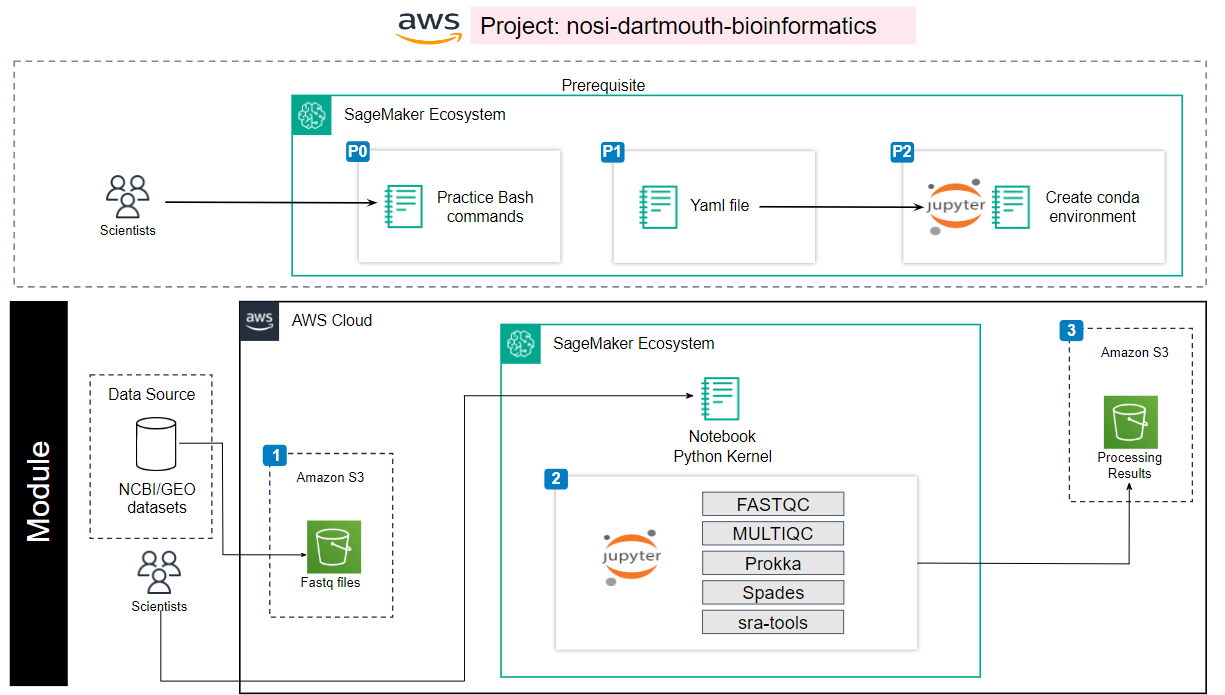 aws
Project: nosi-dartmouth-bioinformatics
Prerequisite
SageMaker Ecosystem
P0
Practice Bash
commands
P1
Yaml file
P2
jupyter
Create conda
environment
Scientists
Module
aws
AWS Cloud
Data Source
NCBI/GEO
datasets
Scientists
1
Amazon S3
Fastq files
SageMaker Ecosystem
Notebook
Python Kernel
2
jupyter
FASTQC
MULTIQC
Prokka
Spades
sra-tools
3
Amazon S3
Processing
Results